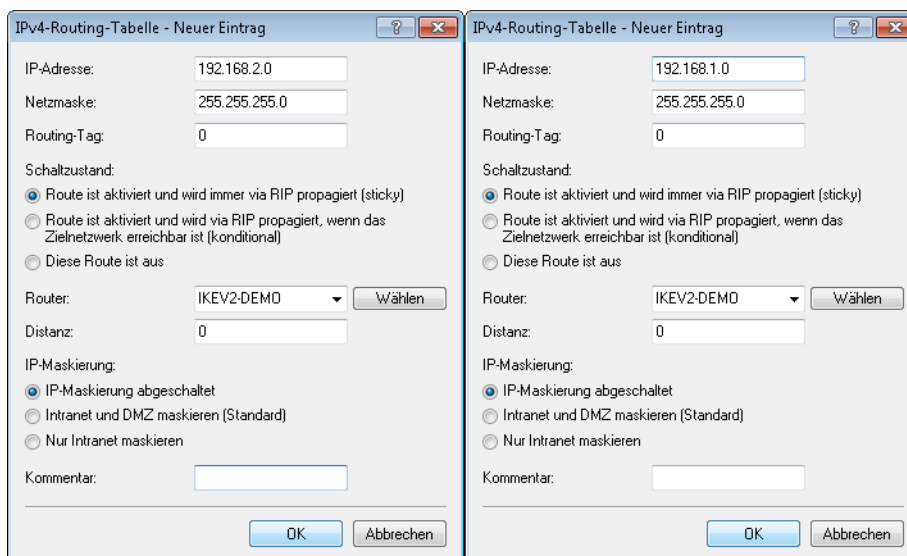 IPv4-Routing-Tabelle - Neuer Eintrag
IP-Adresse: 192.168.2.0
Netzmaske: 255.255.255.0
Routing-Tag: 0
Schaltzustand:
Route ist aktiviert und wird immer via RIP propagiert (sticky)
Route ist aktiviert und wird via RIP propagiert, wenn das
Zielnetzwerk erreichbar ist (konditional)
Diese Route ist aus
Router: IKEV2-DEMO Wählen
Distanz: 0
IP-Maskierung:
IP-Maskierung abgeschaltet
Intranet und DMZ maskieren (Standard)
Nur Intranet maskieren
Kommentar:
OK Abbrechen
IPv4-Routing-Tabelle - Neuer Eintrag
IP-Adresse: 192.168.1.0
Netzmaske: 255.255.255.0
Routing-Tag: 0
Schaltzustand:
Route ist aktiviert und wird immer via RIP propagiert (sticky)
Route ist aktiviert und wird via RIP propagiert, wenn das
Zielnetzwerk erreichbar ist (konditional)
Diese Route ist aus
Router: IKEV2-DEMO Wählen
Distanz: 0
IP-Maskierung:
IP-Maskierung abgeschaltet
Intranet und DMZ maskieren (Standard)
Nur Intranet maskieren
Kommentar:
OK Abbrechen